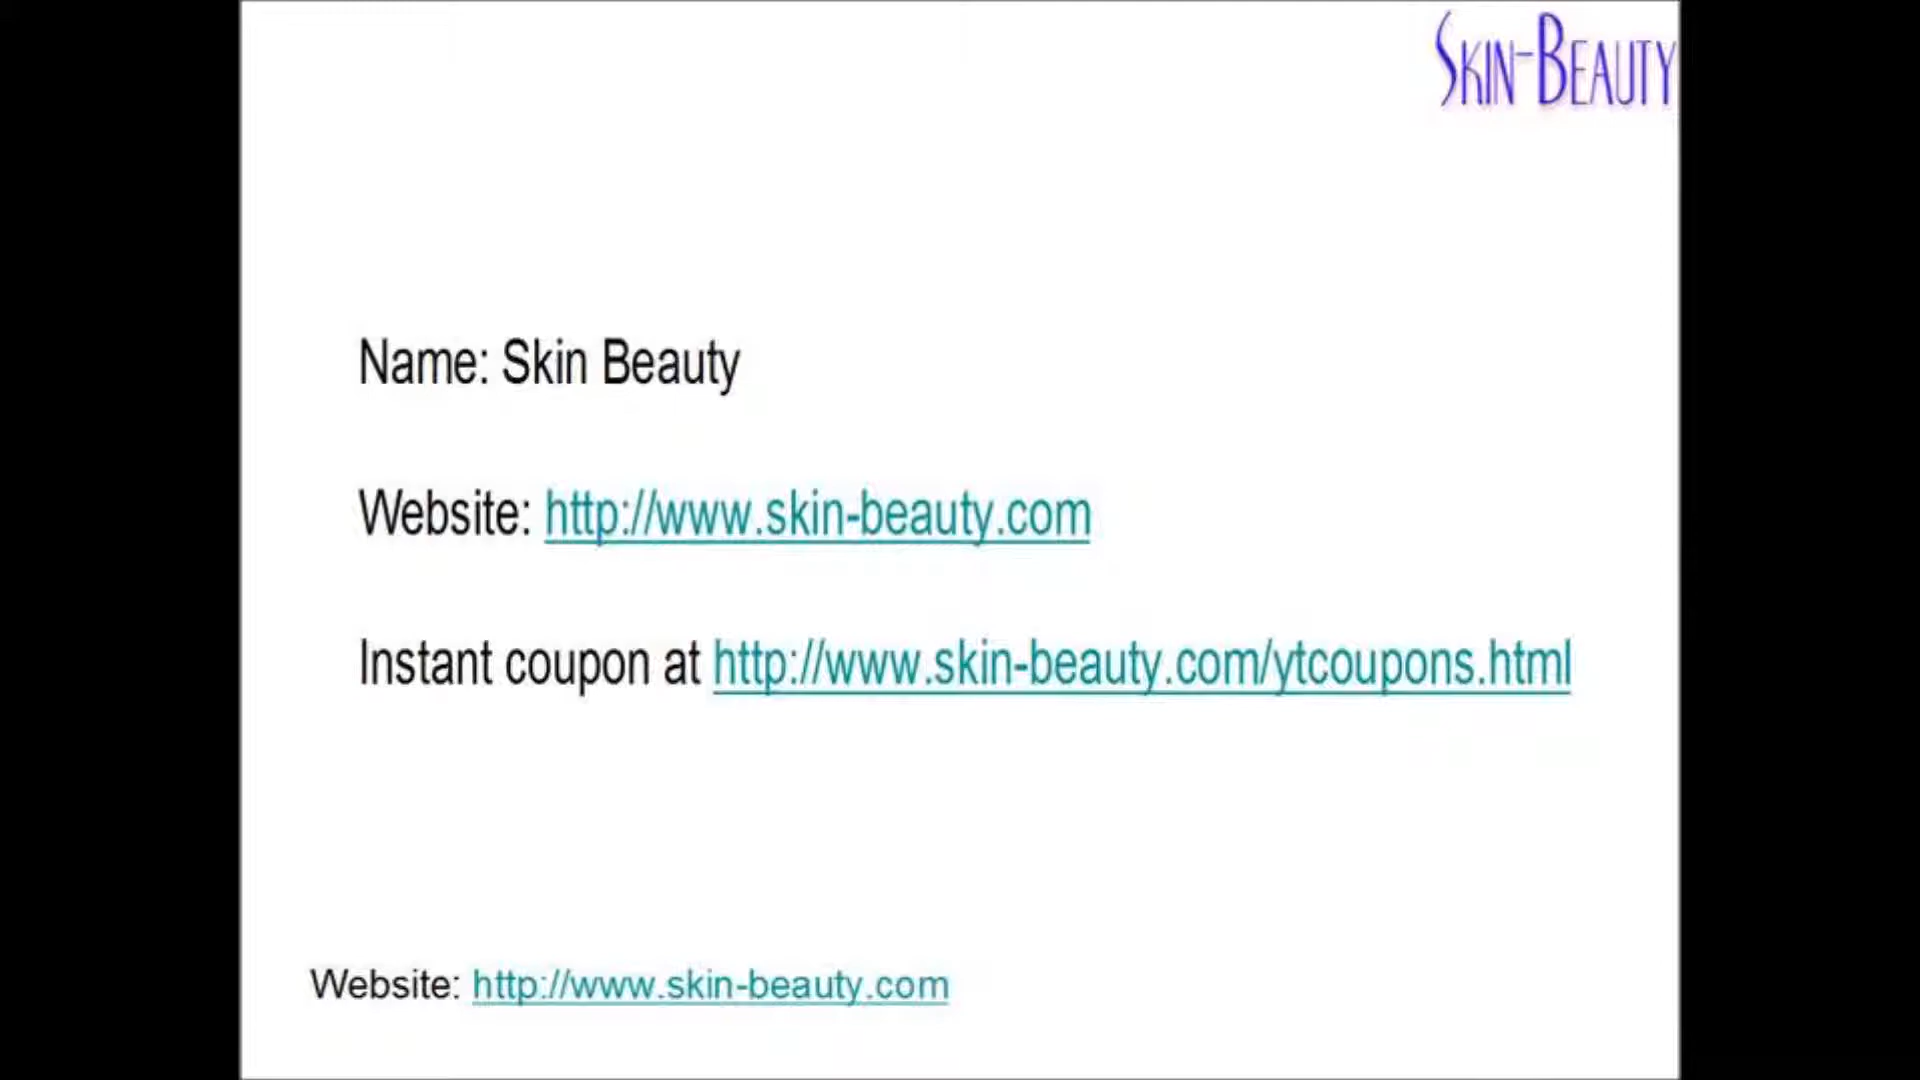 SKIN-BEAUTY
Name: Skin Beauty
Website: http://www.skin-beauty.com
Instant coupon at http://www.skin-beauty.com/ytcoupons.html
Website: http://www.skin-beauty.com